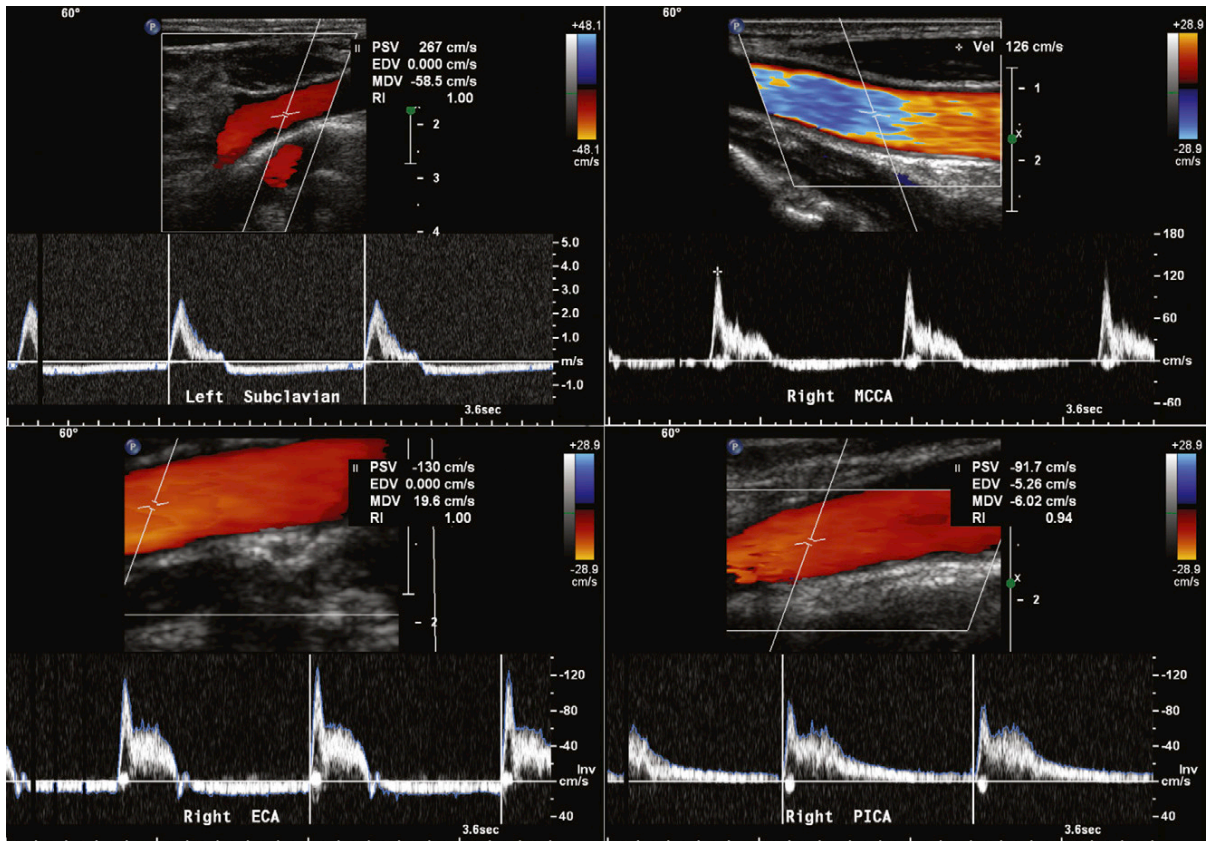 60°
P
II PSV 267 cm/s
EDV 0.000 cm/s
MDV -58.5 cm/s
RI 1.00
2
3
4
+48.1
-48.1
cm/s
5.0
4.0
3.0
2.0
1.0
m/s
-1.0
Left Subclavian
3.6sec
60°
P
Vel 126 cm/s
1
X
2
+28.9
-28.9
cm/s
180
120
60
cm/s
-60
Right MCCA
3.6sec
60°
P
II PSV -130 cm/s
EDV 0.000 cm/s
MDV 19.6 cm/s
RI 1.00
2
+28.9
-28.9
cm/s
-120
-80
-40
Inv
cm/s
40
Right ECA
3.6sec
60°
P
II PSV -91.7 cm/s
EDV -5.26 cm/s
MDV -6.02 cm/s
RI 0.94
X
2
+28.9
-28.9
cm/s
-120
-80
-40
Inv
cm/s
40
Right PICA
3.6sec